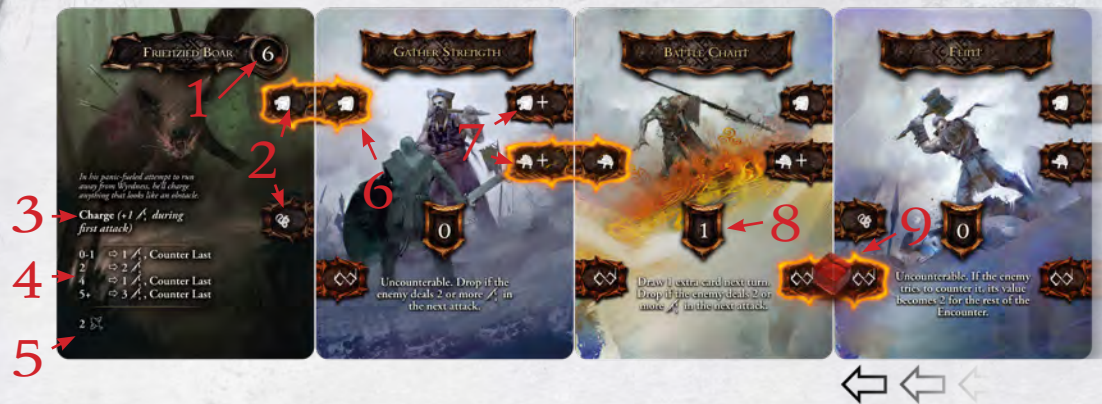 FRIENZIED BOAR
6
1
2
In his panic-fueled attempt to run
away from Wyrdness, he'll charge
anything that looks like an obstacle.
3
Charge (+1 , during
first attack)
4
0-1 ⇨ 1 , Counter Last
2 ⇨ 2
4 ⇨ 1 , Counter Last
5+ ⇨ 3 , Counter Last
5
2
GATHER STRENGTH
+
7
+
6
0
Uncounterable. Drop if the
enemy deals 2 or more in
the next attack.
BATTLE CHANT
+
1
8
Draw 1 extra card next turn.
Drop if the enemy deals 2 or
more in the next attack.
FEINT
9
0
Uncounterable. If the enemy
tries to counter it, its value
becomes 2 for the rest of the
Encounter.